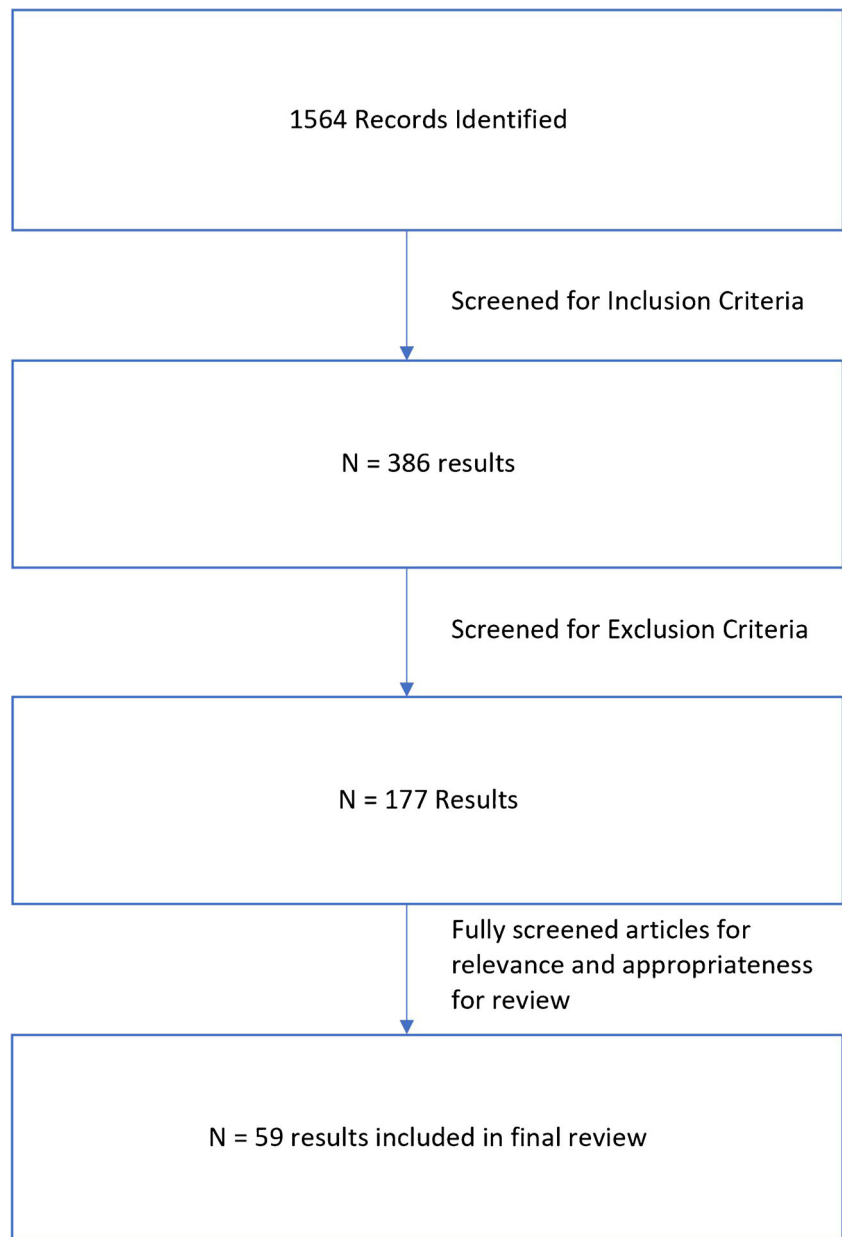 1564 Records Identified
Screened for Inclusion Criteria
N = 386 results
Screened for Exclusion Criteria
N = 177 Results
Fully screened articles for
relevance and appropriateness
for review
N = 59 results included in final review